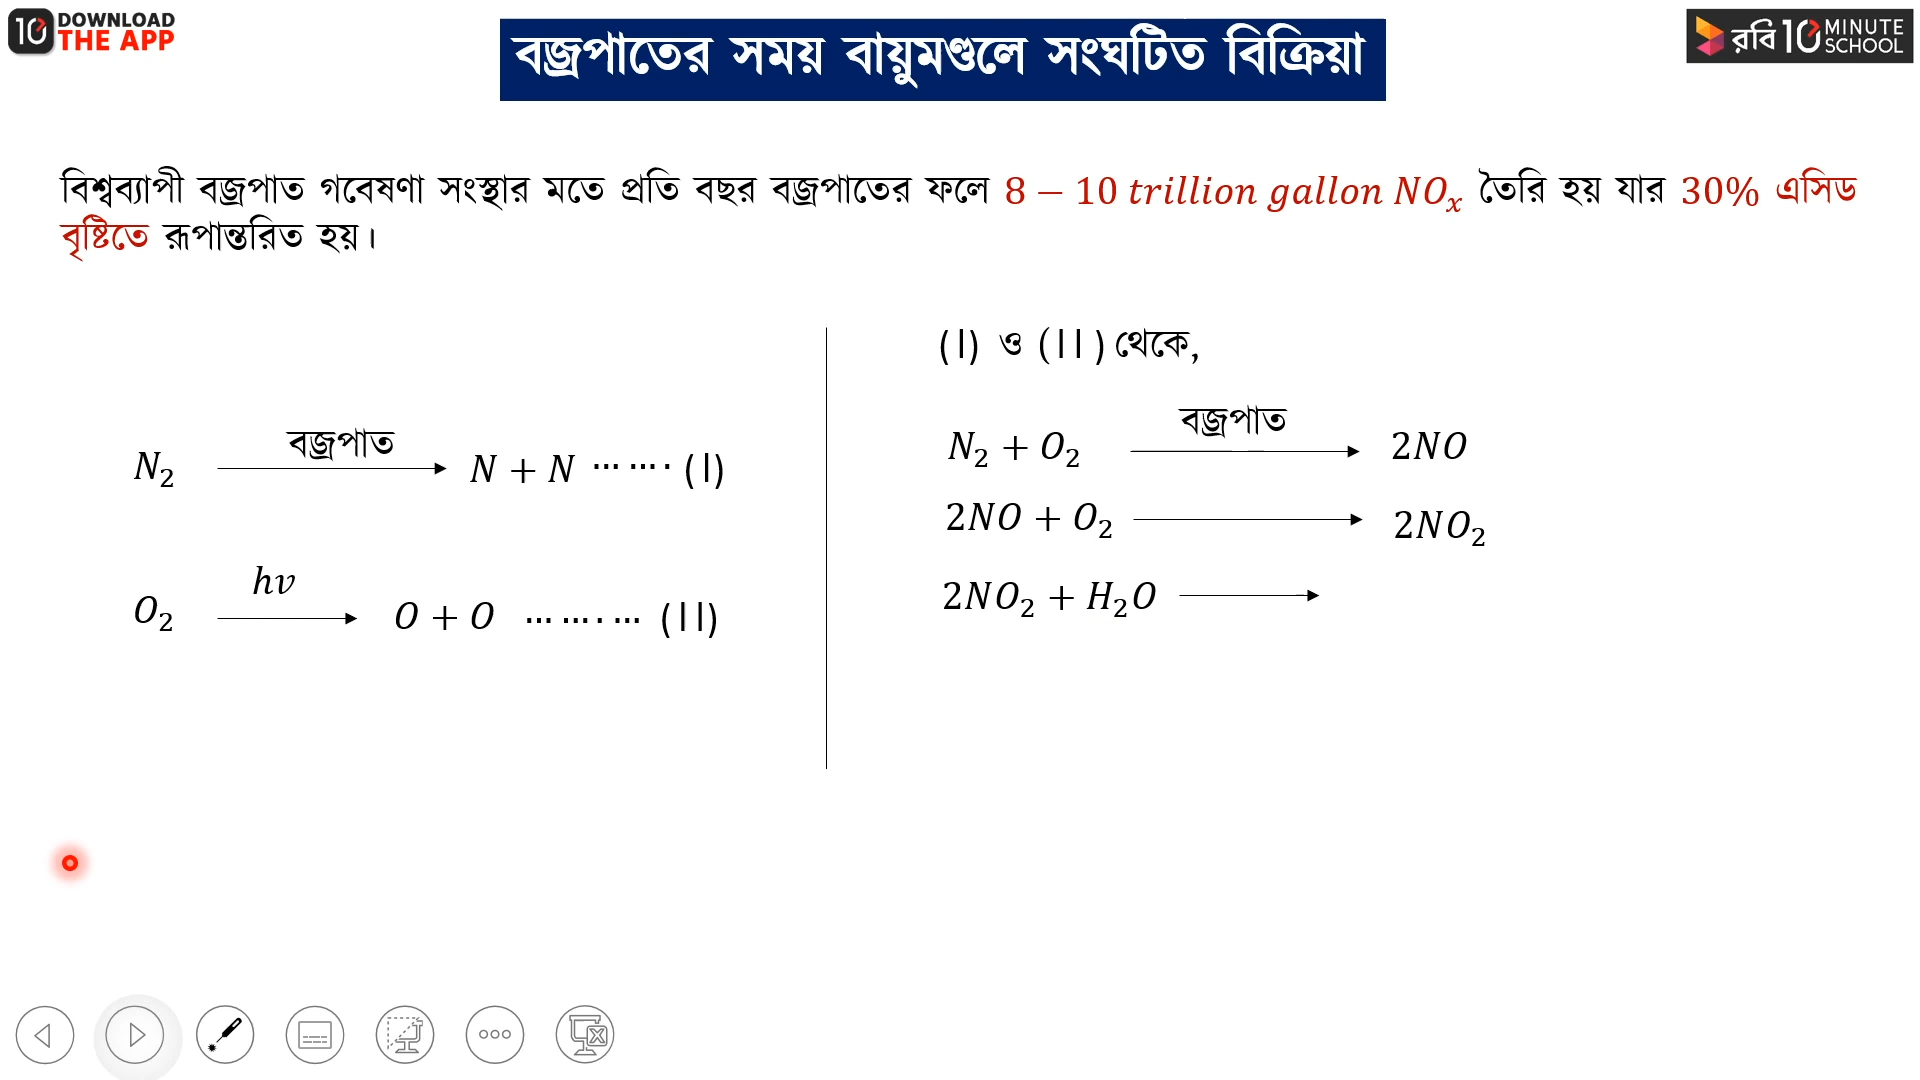 10 DOWNLOAD THE APP
বজ্রপাতের সময় বায়ুমণ্ডলে সংঘটিত বিক্রিয়া
রবি 10 MINUTE SCHOOL
বিশ্বব্যাপী বজ্রপাত গবেষণা সংস্থার মতে প্রতি বছর বজ্রপাতের ফলে 8 − 10 trillion gallon NOₓ তৈরি হয় যার 30% এসিড
বৃষ্টিতে রূপান্তরিত হয়।
N₂ বজ্রপাত → N + N … … . (I)
O₂ hv → O + O … … . … (II)
(I) ও (II) থেকে,
N₂ + O₂ বজ্রপাত → 2NO
2NO + O₂ → 2NO₂
2NO₂ + H₂O →